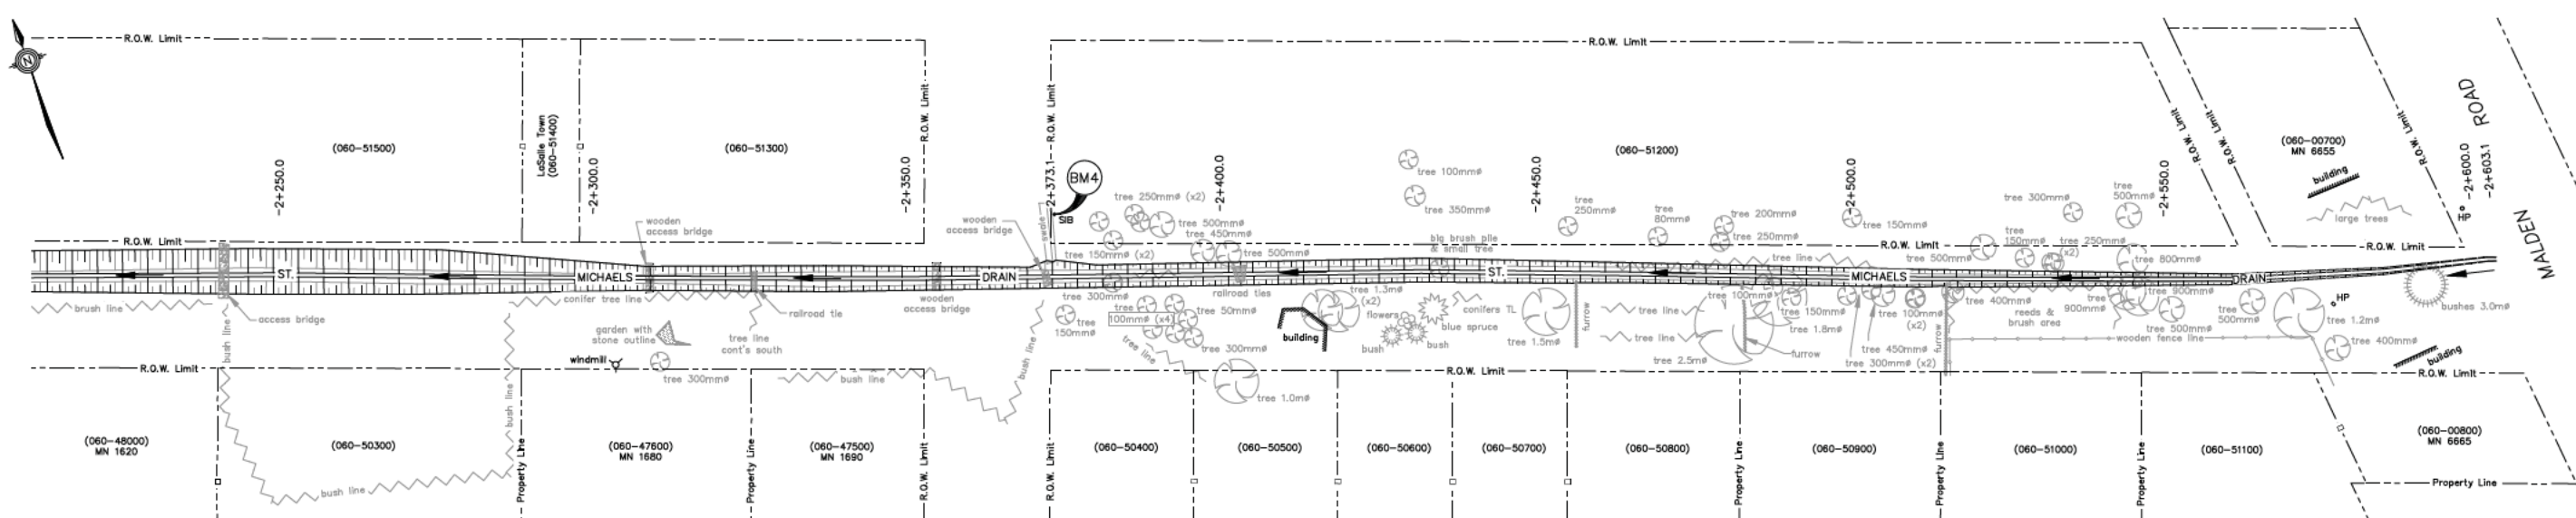 N
R.O.W. Limit
R.O.W. Limit
(060-51500)
LaSalle Town
(060-51400)
(060-51300)
R.O.W. Limit
R.O.W. Limit
(060-51200)
R.O.W. Limit
R.O.W. Limit
(060-00700)
MN 6655
building
large trees
R.O.W. Limit
MALDEN ROAD
2+250.0
2+300.0
2+350.0
2+373.1
2+400.0
2+450.0
2+500.0
2+550.0
2+600.0
2+603.1
BM4
SIB
swale
HP
tree 100mmø
tree 350mmø
tree 250mmø (x2)
tree 500mmø
tree 450mmø
tree 150mmø (x2)
tree 500mmø
big brush pile
& small tree
tree
250mmø
tree
80mmø
tree 200mmø
tree 250mmø
tree 150mmø
tree 300mmø
tree
500mmø
tree 500mmø
tree
150mmø
tree 250mmø
(x2)
tree 800mmø
tree line
wooden
access bridge
wooden
access bridge
R.O.W. Limit
R.O.W. Limit
R.O.W. Limit
ST.
MICHAELS
DRAIN
ST.
MICHAELS
DRAIN
brush line
access bridge
conifer tree line
railroad tie
wooden
access bridge
garden with
stone outline
tree line
cont's south
windmill
tree 300mmø
bush line
bush line
bush line
bush line
bush line
tree 300mmø
tree
150mmø
tree
100mmø (x4)
tree 50mmø
tree 300mmø
tree line
tree 1.0mø
railroad ties
building
tree 1.3mø
(x2)
flowers
bush
bush
conifers TL
blue spruce
tree 1.5mø
furrow
tree line
tree line
tree 100mmø
tree 2.5mø
furrow
tree 150mmø
tree 1.8mø
tree 100mmø
(x2)
tree 450mmø
tree 300mmø (x2)
furrow
tree 400mmø
reeds &
brush area
tree
900mmø
tree 900mmø
tree 500mmø
tree
500mmø
wooden fence line
HP
tree 1.2mø
tree 400mmø
bushes 3.0mø
building
R.O.W. Limit
R.O.W. Limit
R.O.W. Limit
(060-48000)
MN 1620
(060-50300)
Property Line
(060-47600)
MN 1680
Property Line
(060-47500)
MN 1690
R.O.W. Limit
R.O.W. Limit
(060-50400)
(060-50500)
(060-50600)
(060-50700)
(060-50800)
Property Line
(060-50900)
Property Line
(060-51000)
Property Line
(060-51100)
(060-00800)
MN 6665
Property Line